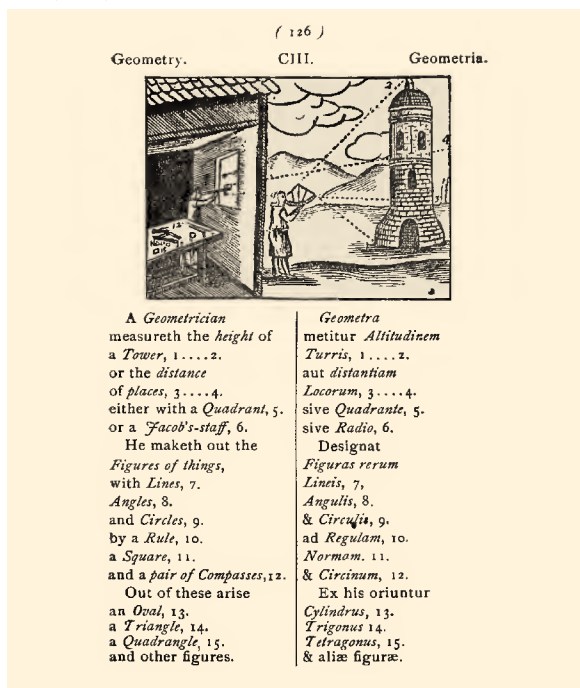 ( 126 )
Geometry. CIII. Geometria.
A Geometrician
measureth the height of
a Tower, 1....2.
or the distance
of places, 3....4.
either with a Quadrant, 5.
or a Jacob's-staff, 6.
He maketh out the
Figures of things,
with Lines, 7.
Angles, 8.
and Circles, 9.
by a Rule, 10.
a Square, 11.
and a pair of Compasses, 12.
Out of these arise
an Oval, 13.
a Triangle, 14.
a Quadrangle, 15.
and other figures.
Geometra
metitur Altitudinem
Turris, 1....2.
aut distantiam
Locorum, 3....4.
sive Quadrante, 5.
sive Radio, 6.
Designat
Figuras rerum
Lineis, 7,
Angulis, 8.
& Circulis, 9.
ad Regulam, 10.
Normam. 11.
& Circinum, 12.
Ex his oriuntur
Cylindrus, 13.
Trigonus 14.
Tetragonus, 15.
& aliæ figuræ.